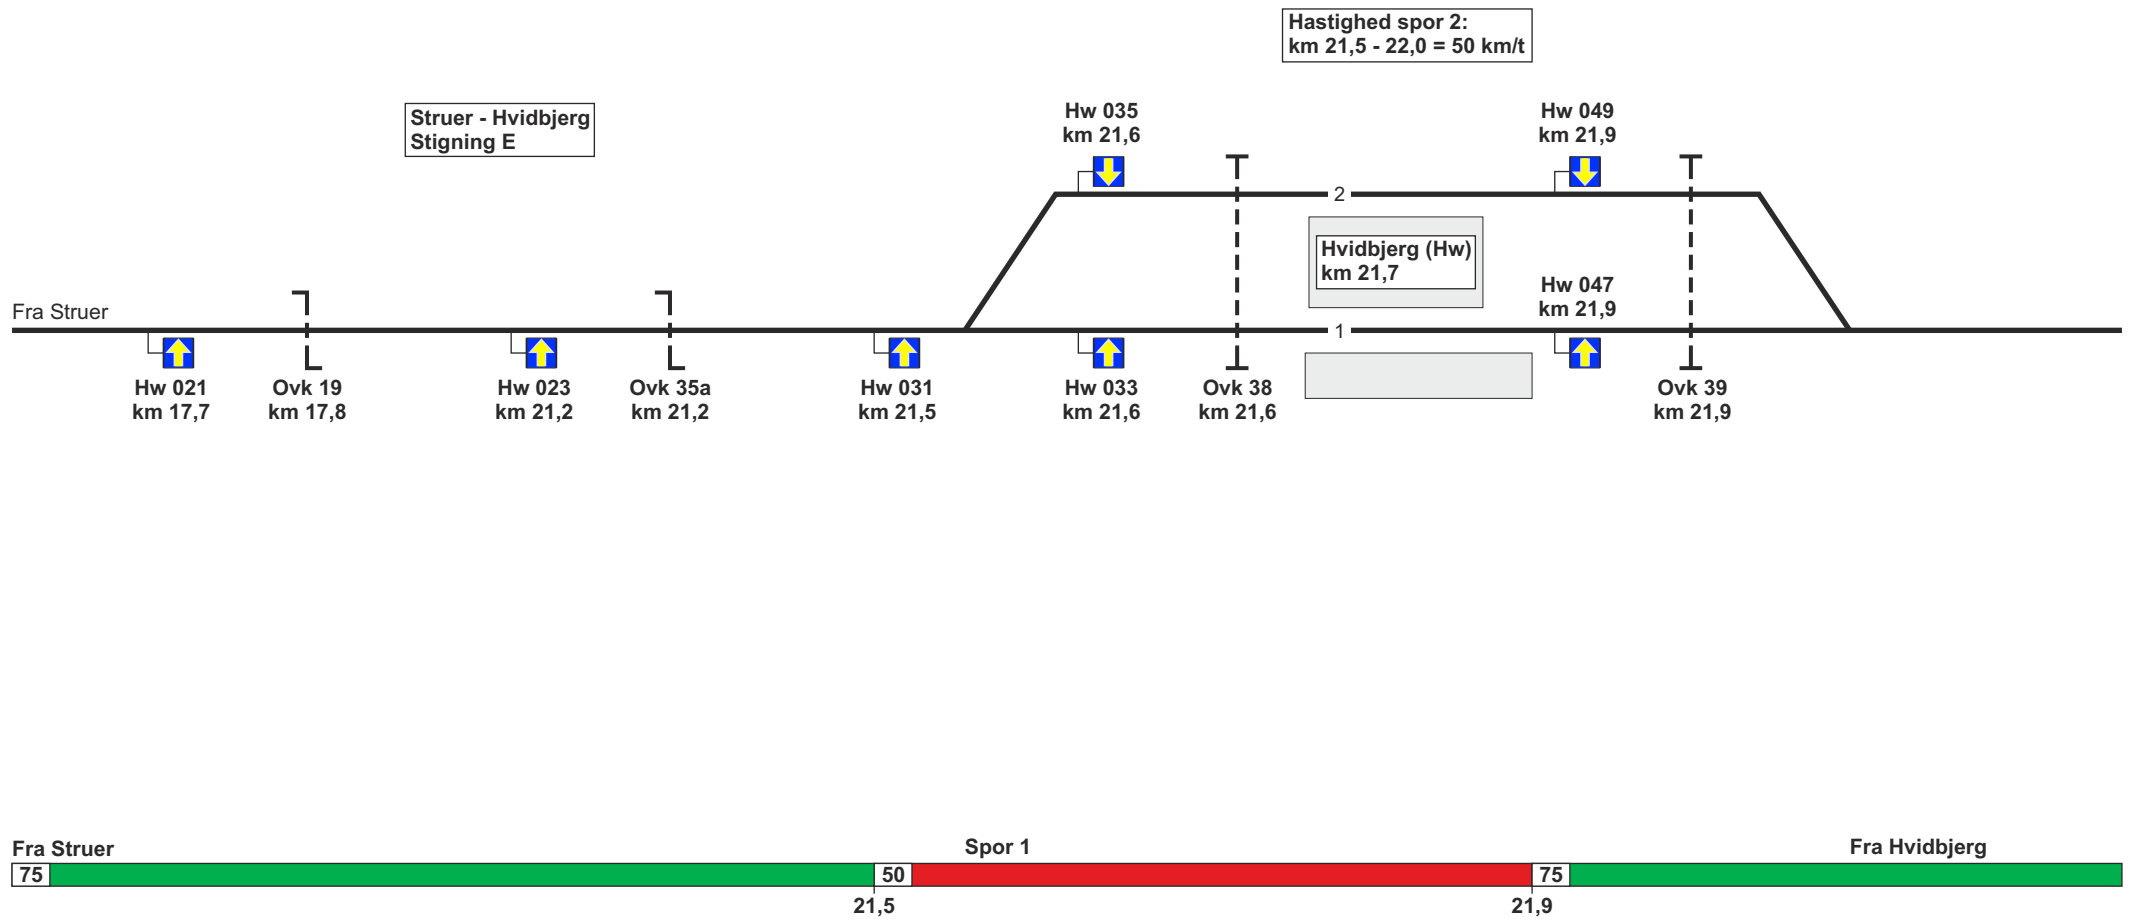 Hastighed spor 2:
km 21,5 - 22,0 = 50 km/t
Struer - Hvidbjerg
Stigning E
Hw 035
km 21,6
Hw 049
km 21,9
2
Hvidbjerg (Hw)
km 21,7
Hw 047
km 21,9
Fra Struer
1
Hw 021
km 17,7
Ovk 19
km 17,8
Hw 023
km 21,2
Ovk 35a
km 21,2
Hw 031
km 21,5
Hw 033
km 21,6
Ovk 38
km 21,6
Ovk 39
km 21,9
Fra Struer
Spor 1
Fra Hvidbjerg
75
50
75
21,5
21,9